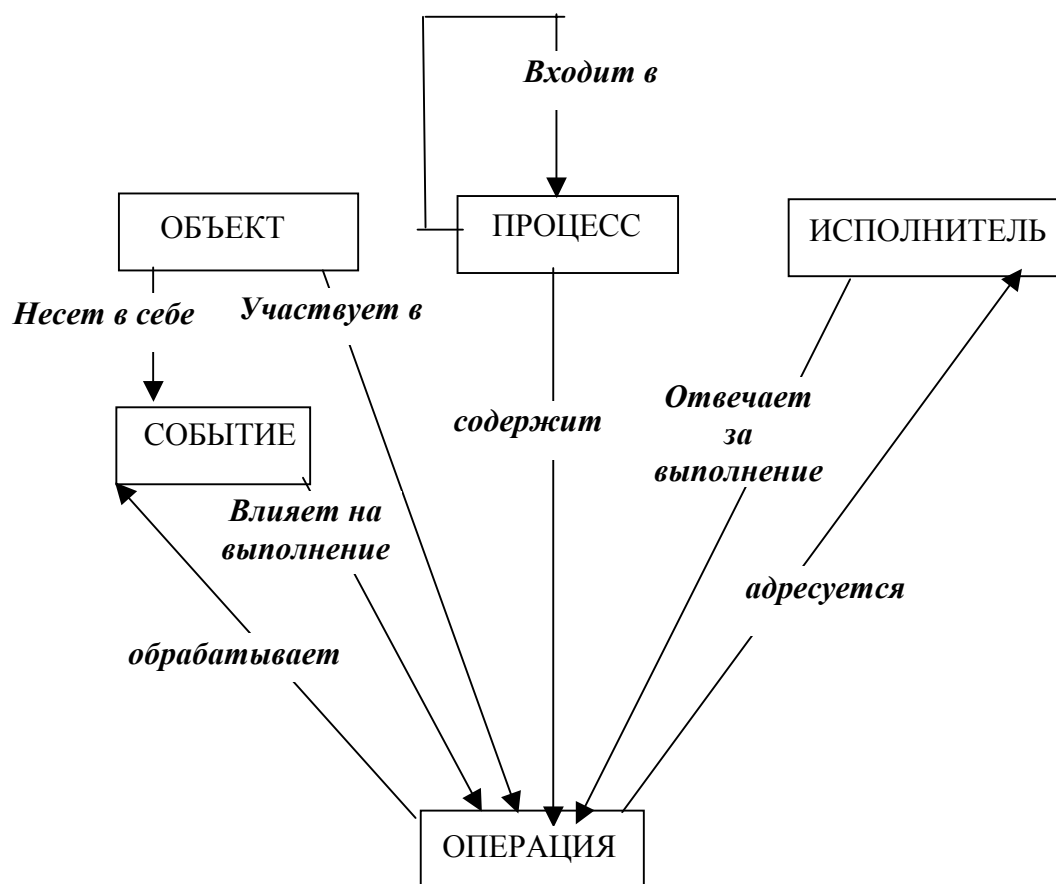 Входит в
ОБЪЕКТ
ПРОЦЕСС
ИСПОЛНИТЕЛЬ
Несет в себе
Участвует в
СОБЫТИЕ
содержит
Отвечает
за
выполнение
Влияет на
выполнение
адресуется
обрабатывает
ОПЕРАЦИЯ